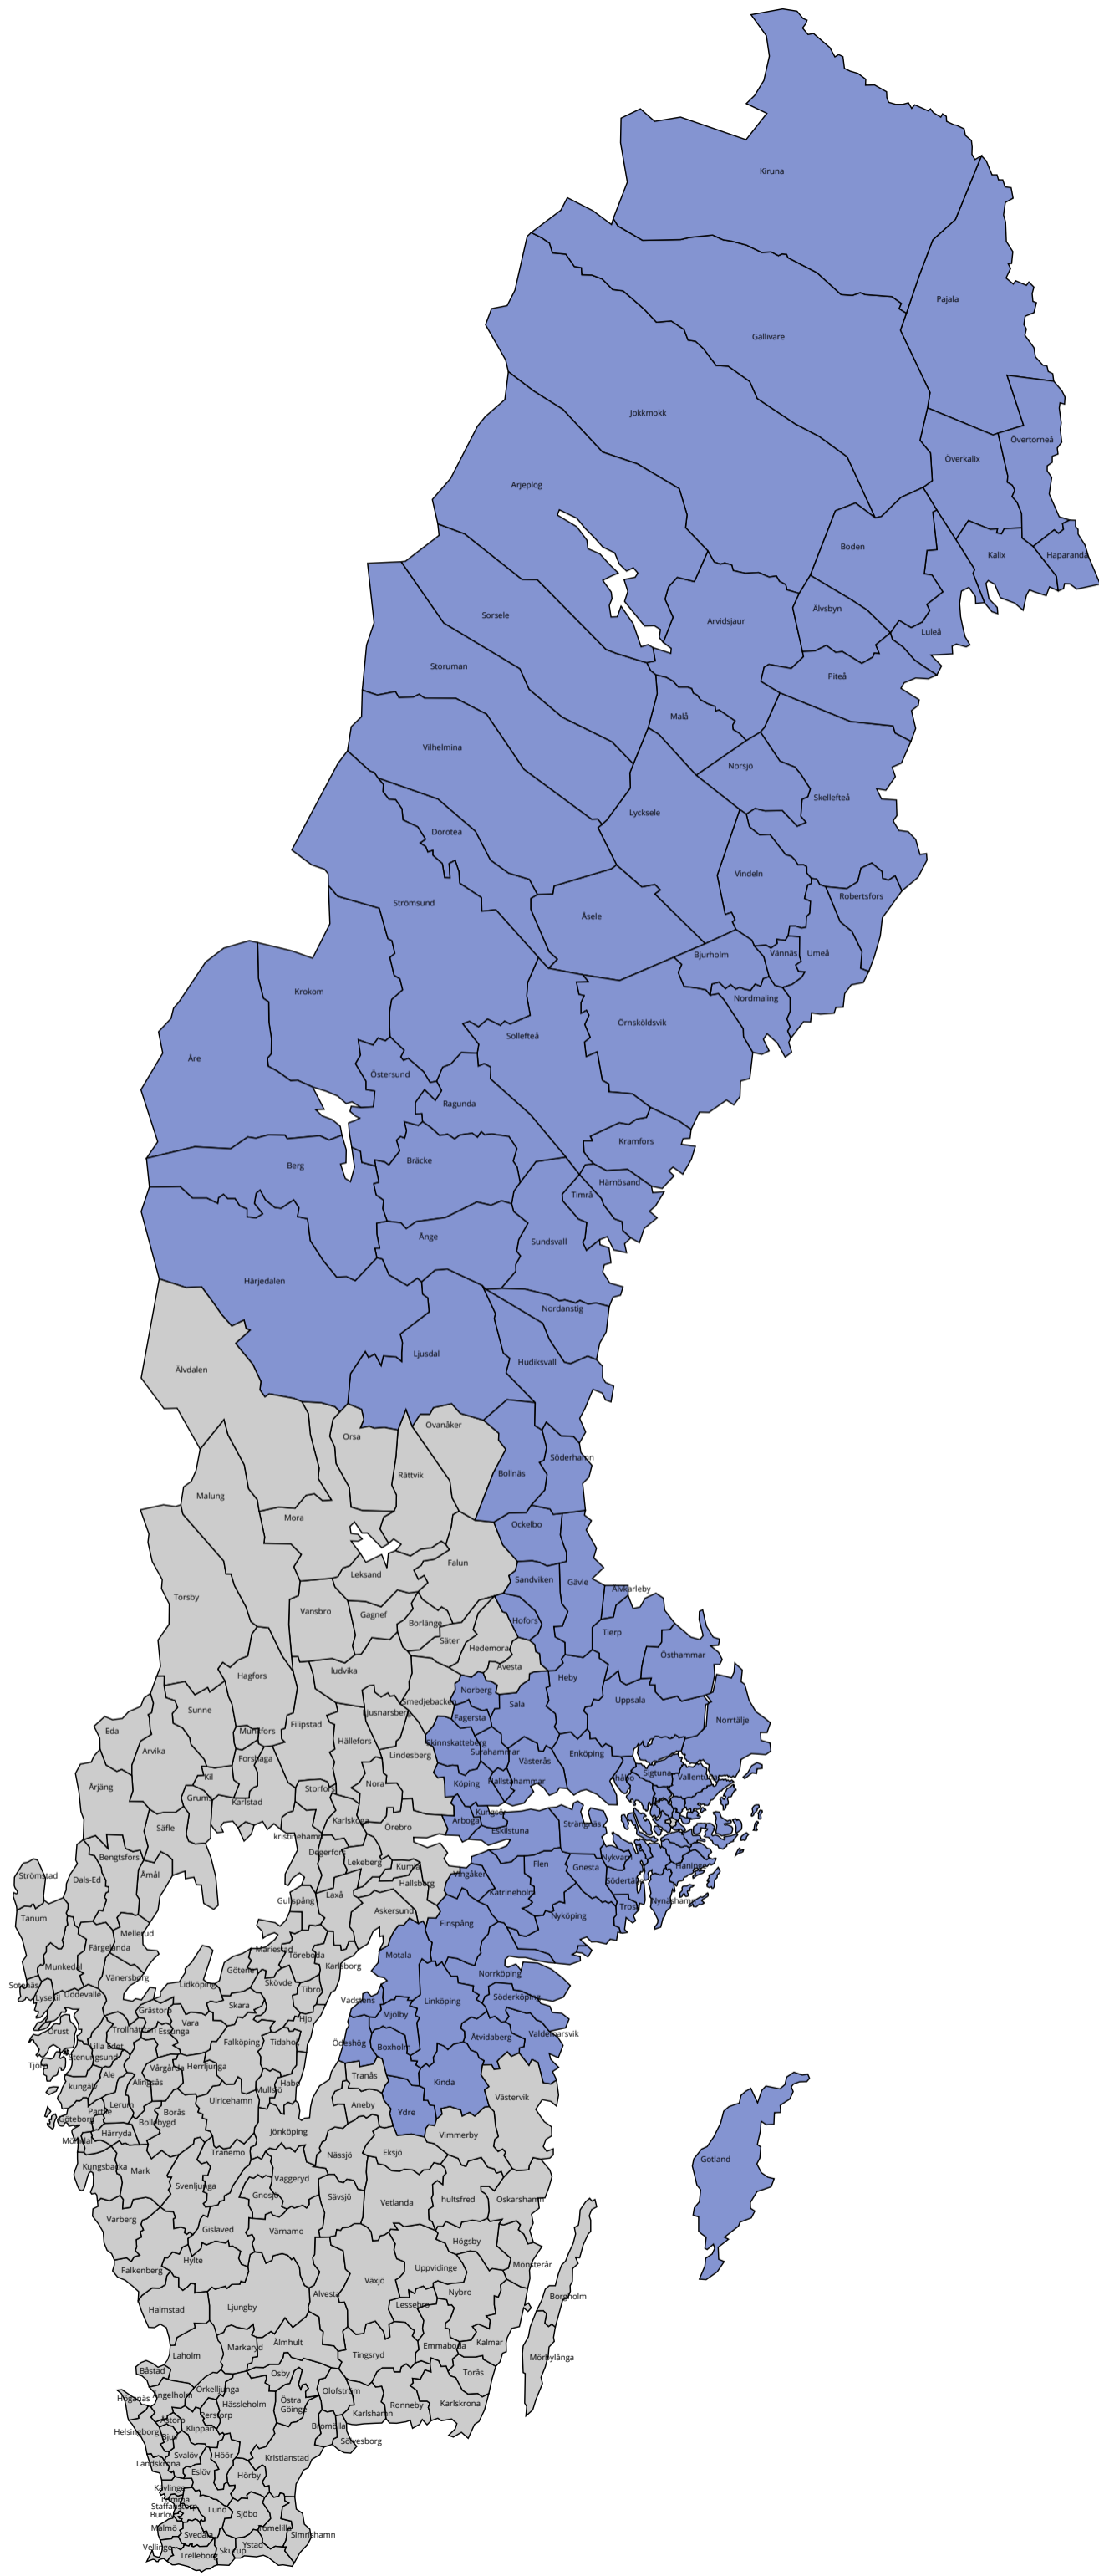 Kiruna
Pajala
Gällivare
Jokkmokk
Övertorneå
Överkalix
Arjeplog
Boden
Kalix
Haparanda
Älvsbyn
Sorsele
Arvidsjaur
Luleå
Storuman
Piteå
Malå
Vilhelmina
Norsjö
Skellefteå
Lycksele
Dorotea
Vindeln
Robertsfors
Strömsund
Åsele
Bjurholm
Vännäs
Umeå
Krokom
Nordmaling
Örnsköldsvik
Sollefteå
Åre
Östersund
Ragunda
Kramfors
Bräcke
Berg
Härnösand
Timrå
Ånge
Sundsvall
Härjedalen
Nordanstig
Ljusdal
Hudiksvall
Älvdalen
Ovanåker
Orsa
Söderhamn
Rättvik
Bollnäs
Malung
Mora
Ockelbo
Falun
Leksand
Sandviken
Gävle
Älvkarleby
Torsby
Vansbro
Gagnef
Borlänge
Hofors
Tierp
Säter
Hedemora
Östhammar
Avesta
ludvika
Hagfors
Heby
Norberg
Smedjebacken
Uppsala
Sala
Sunne
Ljusnarsberg
Fagersta
Norrtälje
Filipstad
Eda
Munkfors
Hällefors
Skinnskatteberg
Arvika
Surahammar
Enköping
Lindesberg
Forshaga
Västerås
Sigtuna
Kil
Håbo
Vallentuna
Årjäng
Köping
Hallstahammar
Nora
Storfors
Grums
Karlstad
Kungsör
Karlskoga
Arboga
Strängnäs
Säfle
Örebro
Eskilstuna
kristinehamn
Degerfors
Bengtsfors
Nykvarn
Lekeberg
Flen
Kumla
Gnesta
Haninge
Strömstad
Åmål
Vingåker
Dals-Ed
Hallsberg
Södertälje
Laxå
Katrineholm
Gullspång
Nynäshamn
Trosa
Askersund
Nyköping
Tanum
Finspång
Mellerud
Färgelanda
Mariestad
Töreboda
Motala
Karlsborg
Munkedal
Götene
Norrköping
Vänersborg
Skövde
Lidköping
Sotenäs
Tibro
Uddevalla
Lysekil
Söderköping
Vadstena
Linköping
Skara
Grästorp
Mjölby
Hjo
Vara
Trollhättan
Essunga
Orust
Valdemarsvik
Åtvidaberg
Falköping
Tidaholm
Ödeshög
Lilla Edet
Boxholm
Stenungsund
Tjörn
Herrljunga
Vårgårda
Tranås
Ale
Kinda
Alingsås
Habo
kungälv
Mullsjö
Västervik
Ulricehamn
Lerum
Aneby
Partille
Borås
Ydre
Göteborg
Bollebygd
Jönköping
Härryda
Vimmerby
Mölndal
Tranemo
Eksjö
Nässjö
Gotland
Kungsbacka
Mark
Vaggeryd
Svenljunga
Gnosjö
Sävsjö
hultsfred
Oskarshamn
Vetlanda
Varberg
Gislaved
Värnamo
Högsby
Hylte
Mönsterås
Uppvidinge
Falkenberg
Växjö
Nybro
Alvesta
Borgholm
Lessebo
Ljungby
Halmstad
Älmhult
Kalmar
Markaryd
Emmaboda
Laholm
Tingsryd
Mörbylånga
Båstad
Osby
Torås
Örkelljunga
Olofström
Ängelholm
Höganäs
Östra
Göinge
Hässleholm
Ronneby
Karlskrona
Perstorp
Karlshamn
Åstorp
Klippan
Bromölla
Helsingborg
Bjuv
Sölvesborg
Svalöv
Höör
Kristianstad
Landskrona
Eslöv
Hörby
Kävlinge
Lomma
Staffanstorp
Lund
Burlöv
Sjöbo
Malmö
Tomelilla
Svedala
Simrishamn
Ystad
Vellinge
Skurup
Trelleborg